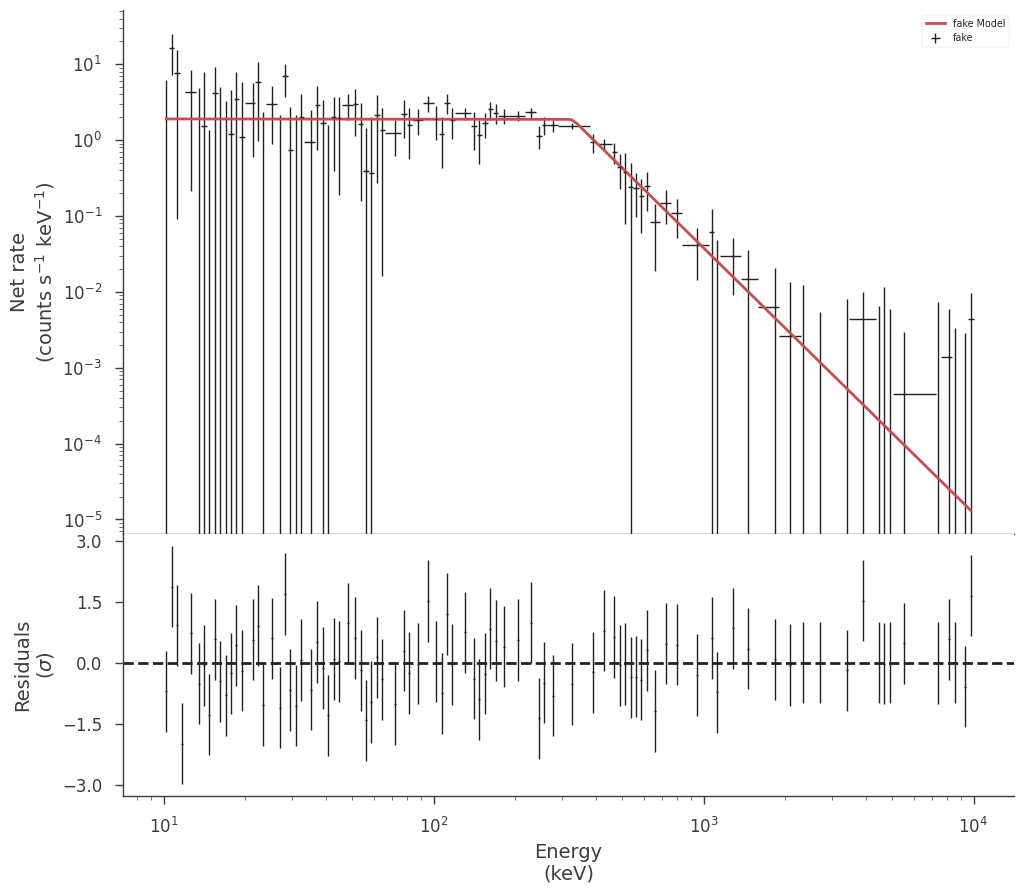 fake Model
fake
10¹
10⁰
10⁻¹
10⁻²
10⁻³
10⁻⁴
10⁻⁵
Net rate
(counts s⁻¹ keV⁻¹)
3.0
1.5
0.0
−1.5
−3.0
Residuals
(σ)
10¹ 10² 10³ 10⁴
Energy
(keV)